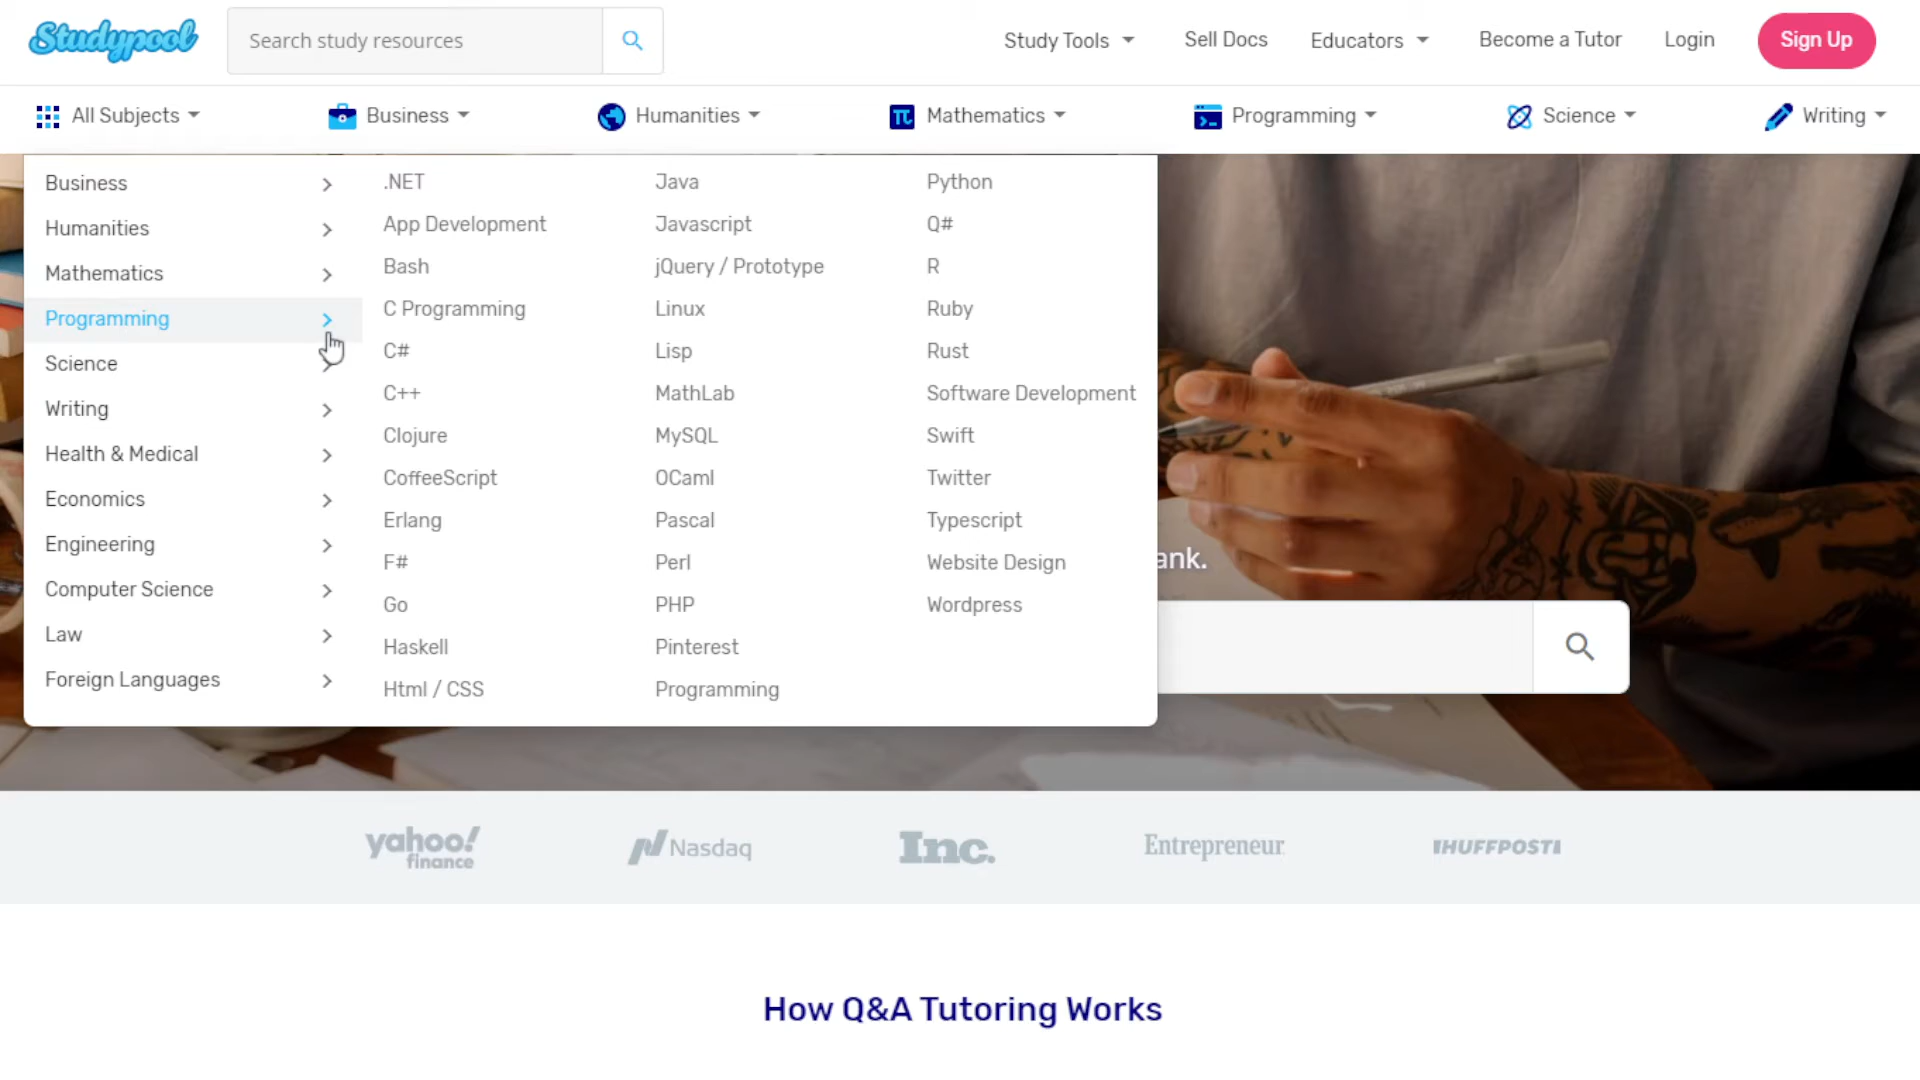 Studypool
Search study resources
Study Tools
Sell Docs
Educators
Become a Tutor
Login
Sign Up
All Subjects
Business
Humanities
Mathematics
Programming
Science
Writing
Business
Humanities
Mathematics
Programming
Science
Writing
Health & Medical
Economics
Engineering
Computer Science
Law
Foreign Languages
.NET
App Development
Bash
C Programming
C#
C++
Clojure
CoffeeScript
Erlang
F#
Go
Haskell
Html / CSS
Java
Javascript
jQuery / Prototype
Linux
Lisp
MathLab
MySQL
OCaml
Pascal
Perl
PHP
Pinterest
Programming
Python
Q#
R
Ruby
Rust
Software Development
Swift
Twitter
Typescript
Website Design
Wordpress
ank.
yahoo!
finance
Nasdaq
Inc.
Entrepreneur
HUFFPOST
How Q&A Tutoring Works